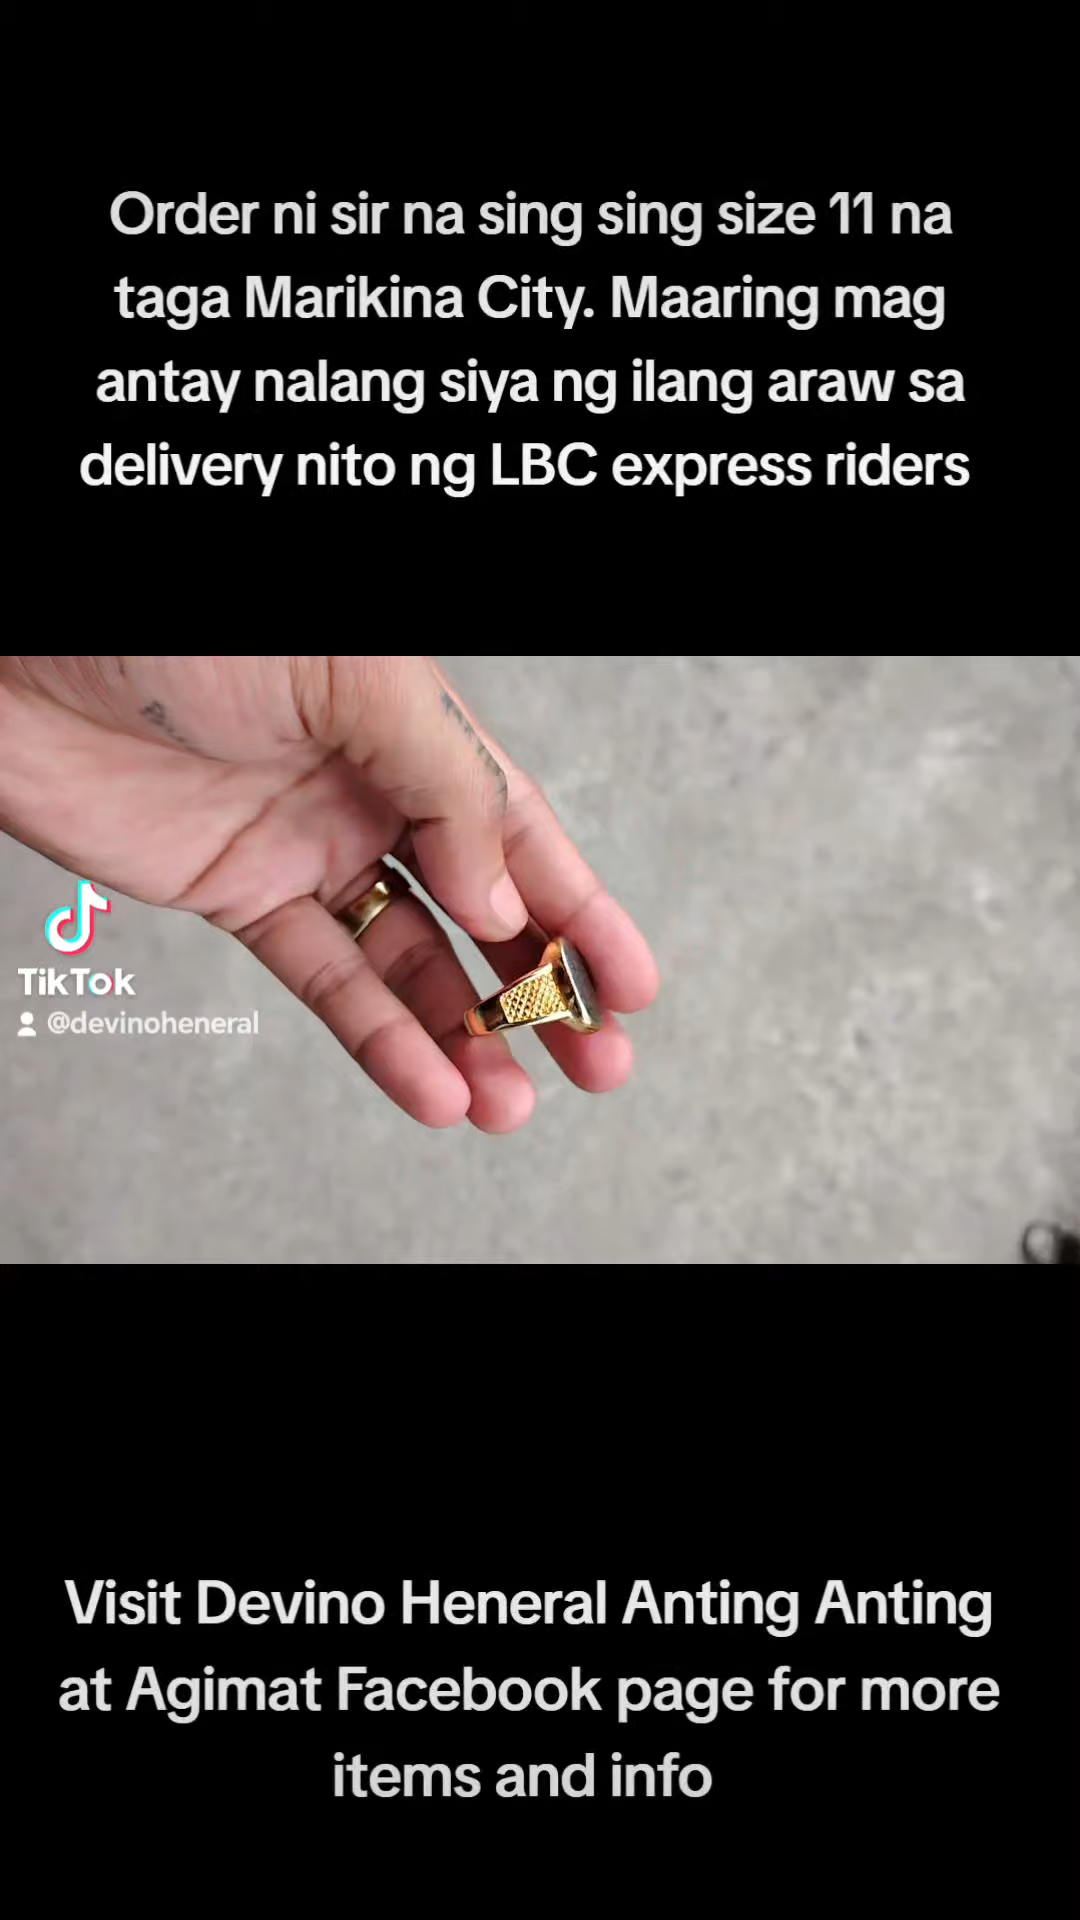 Order ni sir na sing sing size 11 na
taga Marikina City. Maaring mag
antay nalang siya ng ilang araw sa
delivery nito ng LBC express riders
TikTok
@devinoheneral
Visit Devino Heneral Anting Anting
at Agimat Facebook page for more
items and info